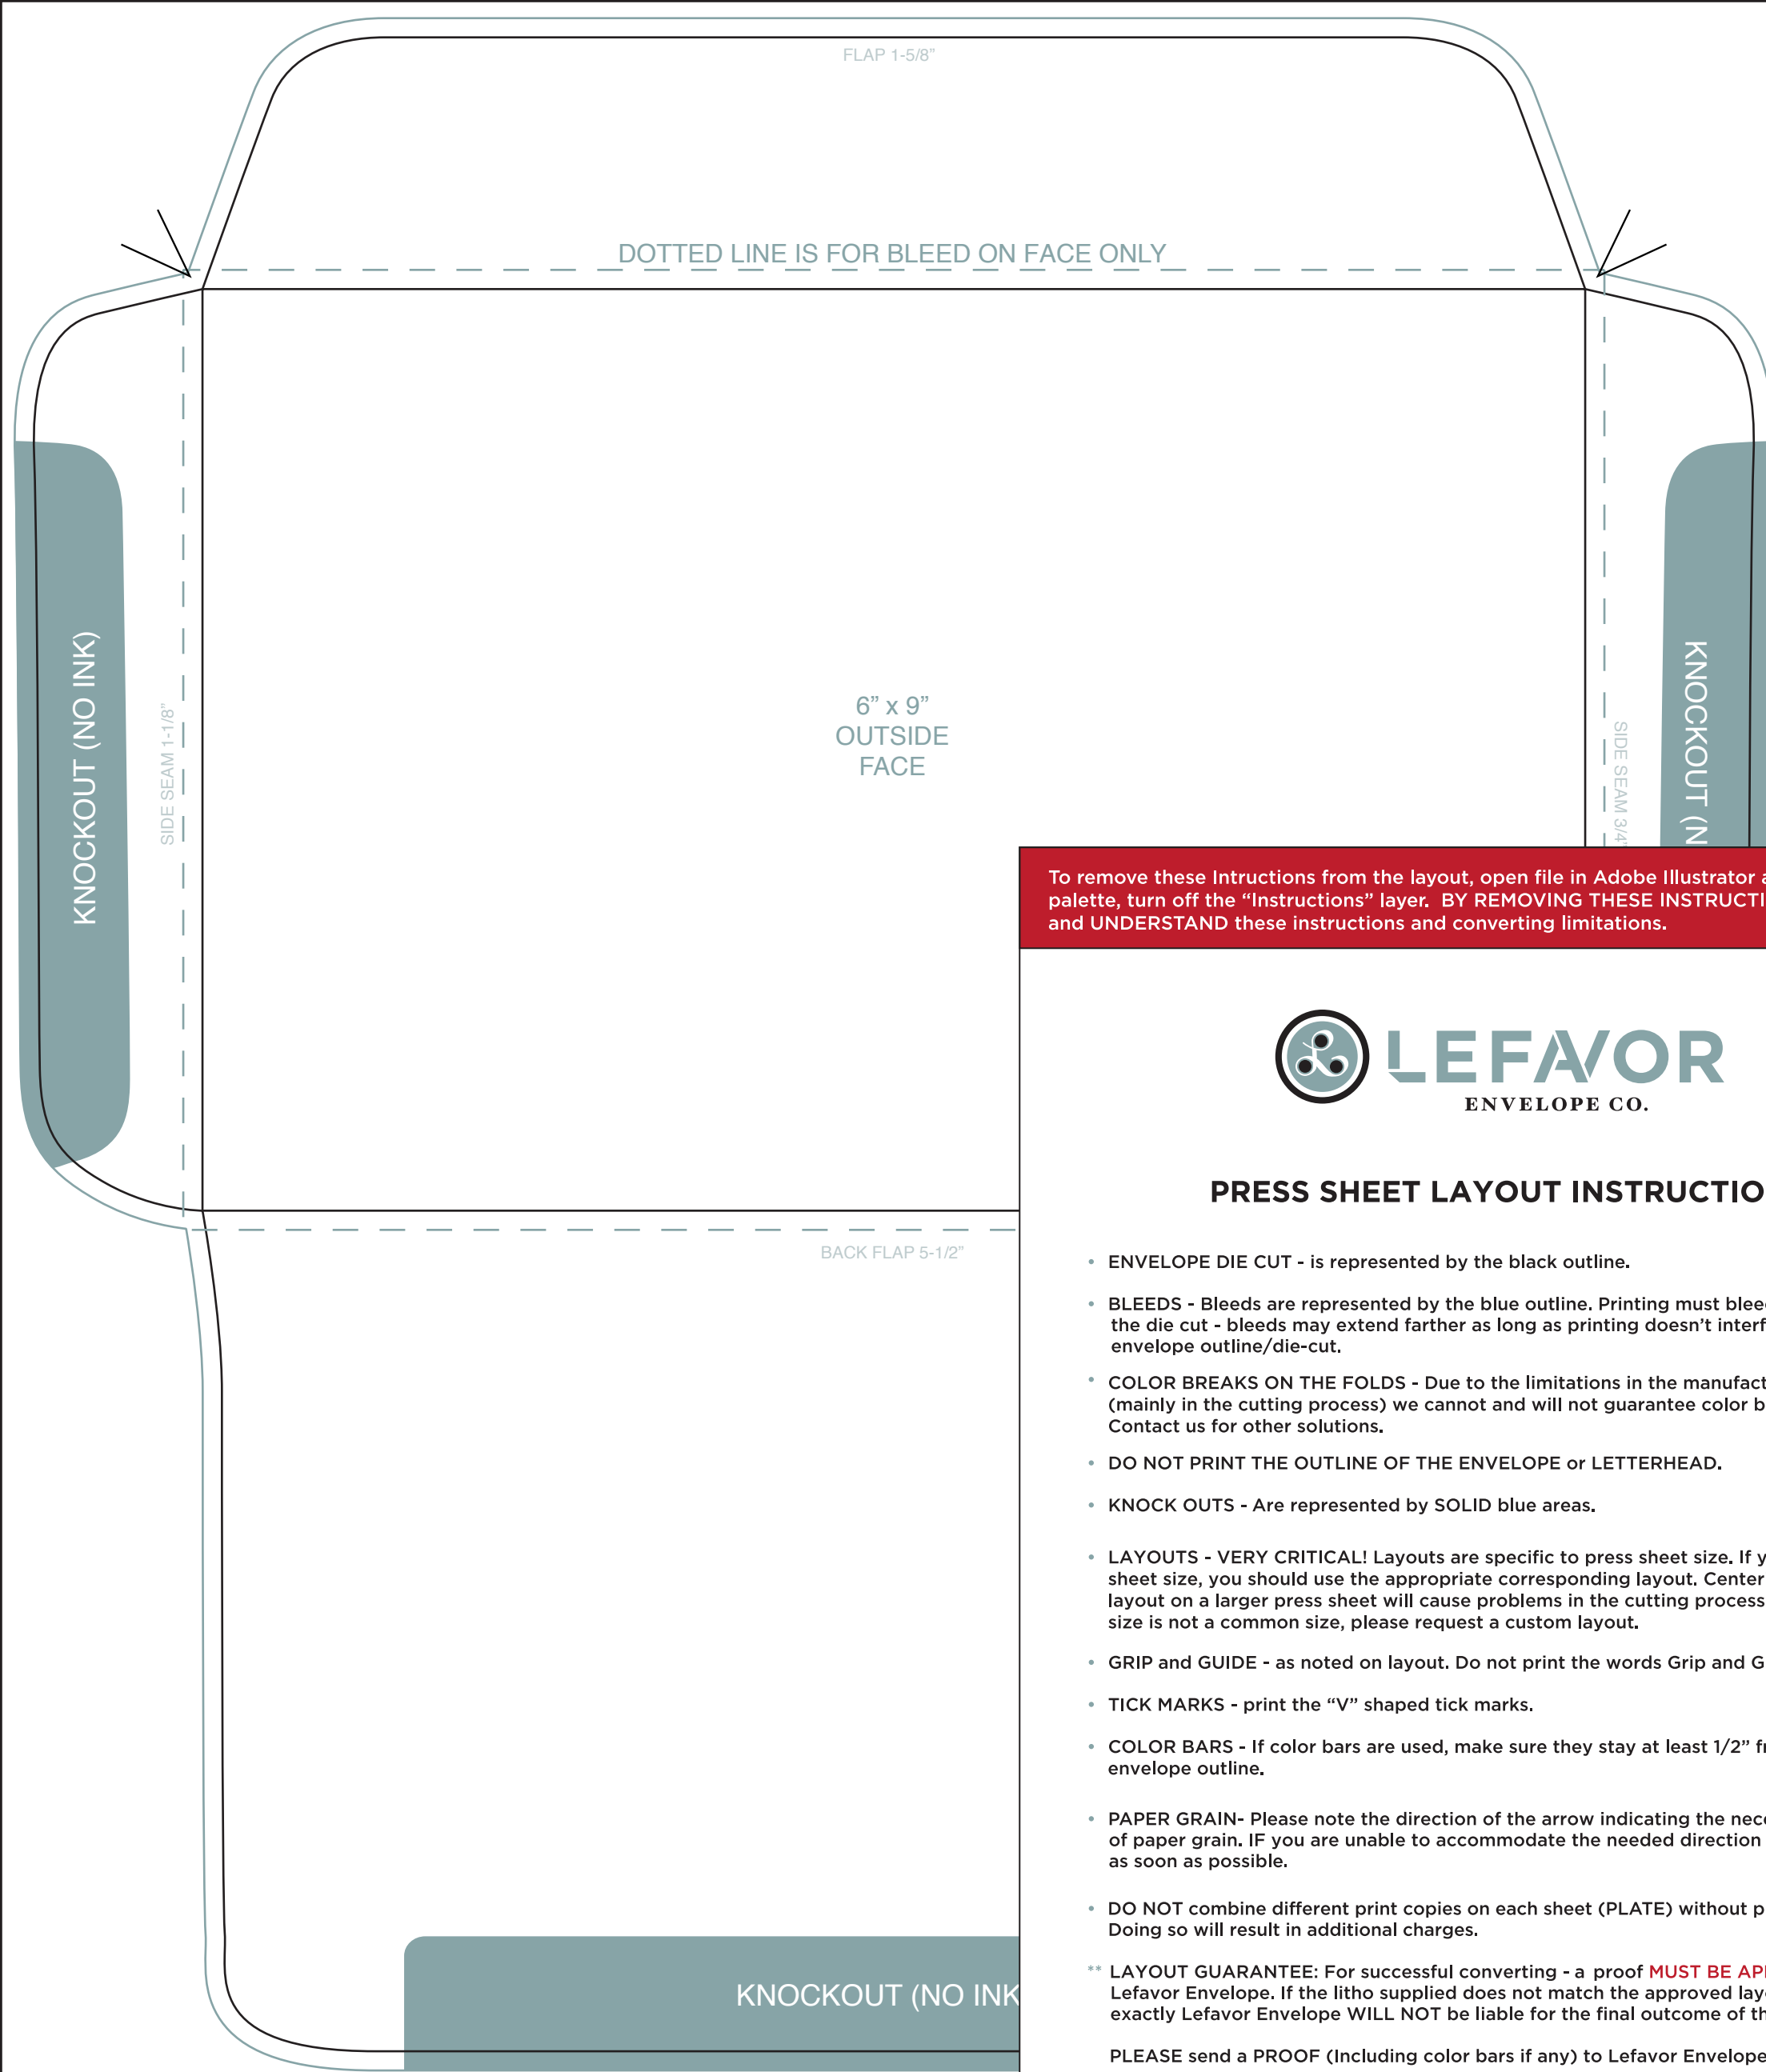 FLAP 1-5/8”
DOTTED LINE IS FOR BLEED ON FACE ONLY
KNOCKOUT (NO INK)
SIDE SEAM 1-1/8”
6” x 9”
OUTSIDE
FACE
SIDE SEAM 3/4”
KNOCKOUT (N
To remove these Intructions from the layout, open file in Adobe Illustrator
palette, turn off the “Instructions” layer. BY REMOVING THESE INSTRUCTI
and UNDERSTAND these instructions and converting limitations.
LEFAVOR
ENVELOPE CO.
PRESS SHEET LAYOUT INSTRUCTIO
BACK FLAP 5-1/2”
• ENVELOPE DIE CUT - is represented by the black outline.
• BLEEDS - Bleeds are represented by the blue outline. Printing must blee
the die cut - bleeds may extend farther as long as printing doesn’t interf
envelope outline/die-cut.
• COLOR BREAKS ON THE FOLDS - Due to the limitations in the manufact
(mainly in the cutting process) we cannot and will not guarantee color b
Contact us for other solutions.
• DO NOT PRINT THE OUTLINE OF THE ENVELOPE or LETTERHEAD.
• KNOCK OUTS - Are represented by SOLID blue areas.
• LAYOUTS - VERY CRITICAL! Layouts are specific to press sheet size. If y
sheet size, you should use the appropriate corresponding layout. Center
layout on a larger press sheet will cause problems in the cutting process
size is not a common size, please request a custom layout.
• GRIP and GUIDE - as noted on layout. Do not print the words Grip and G
• TICK MARKS - print the “V” shaped tick marks.
• COLOR BARS - If color bars are used, make sure they stay at least 1/2” f
envelope outline.
• PAPER GRAIN- Please note the direction of the arrow indicating the nec
of paper grain. IF you are unable to accommodate the needed direction
as soon as possible.
• DO NOT combine different print copies on each sheet (PLATE) without p
Doing so will result in additional charges.
** LAYOUT GUARANTEE: For successful converting - a proof MUST BE AP
Lefavor Envelope. If the litho supplied does not match the approved lay
exactly Lefavor Envelope WILL NOT be liable for the final outcome of th
PLEASE send a PROOF (Including color bars if any) to Lefavor Envelope
KNOCKOUT (NO INK